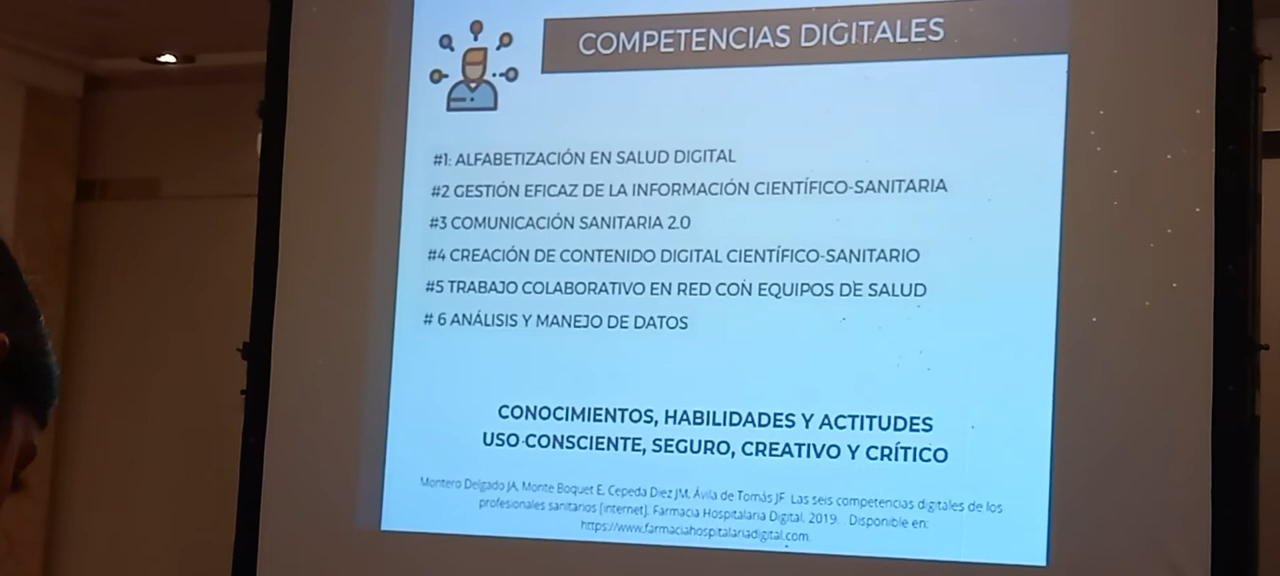 COMPETENCIAS DIGITALES
#1: ALFABETIZACIÓN EN SALUD DIGITAL
#2 GESTIÓN EFICAZ DE LA INFORMACIÓN CIENTÍFICO-SANITARIA
#3 COMUNICACIÓN SANITARIA 2.0
#4 CREACIÓN DE CONTENIDO DIGITAL CIENTÍFICO-SANITARIO
#5 TRABAJO COLABORATIVO EN RED CON EQUIPOS DE SALUD
# 6 ANÁLISIS Y MANEJO DE DATOS
CONOCIMIENTOS, HABILIDADES Y ACTITUDES
USO CONSCIENTE, SEGURO, CREATIVO Y CRÍTICO
Montero Delgado JA, Monte Boquet E, Cepeda Diez JM, Ávila de Tomás JF. Las seis competencias digitales de los
profesionales sanitarios [internet]. Farmacia Hospitalaria Digital. 2019. Disponible en:
https://www.farmaciahospitalariadigital.com